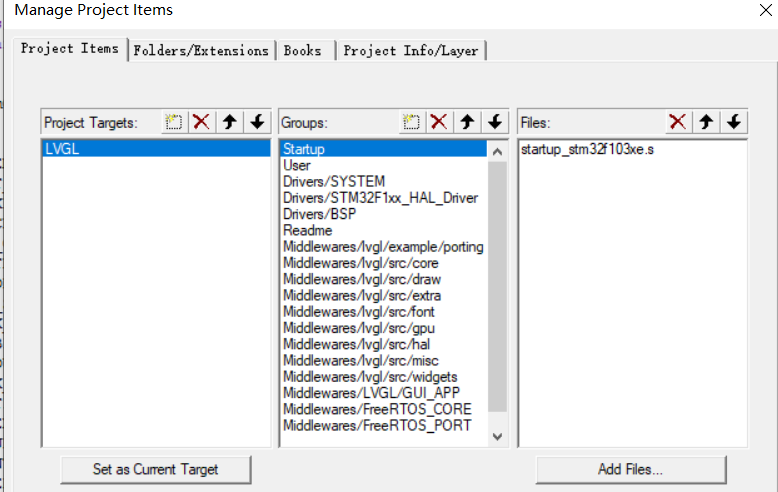 Manage Project Items
Project Items
Folders/Extensions
Books
Project Info/Layer
Project Targets:
LVGL
Groups:
Startup
User
Drivers/SYSTEM
Drivers/STM32F1xx_HAL_Driver
Drivers/BSP
Readme
Middlewares/lvgl/example/porting
Middlewares/lvgl/src/core
Middlewares/lvgl/src/draw
Middlewares/lvgl/src/extra
Middlewares/lvgl/src/font
Middlewares/lvgl/src/gpu
Middlewares/lvgl/src/hal
Middlewares/lvgl/src/misc
Middlewares/lvgl/src/widgets
Middlewares/LVGL/GUI_APP
Middlewares/FreeRTOS_CORE
Middlewares/FreeRTOS_PORT
Files:
startup_stm32f103xe.s
Set as Current Target
Add Files...